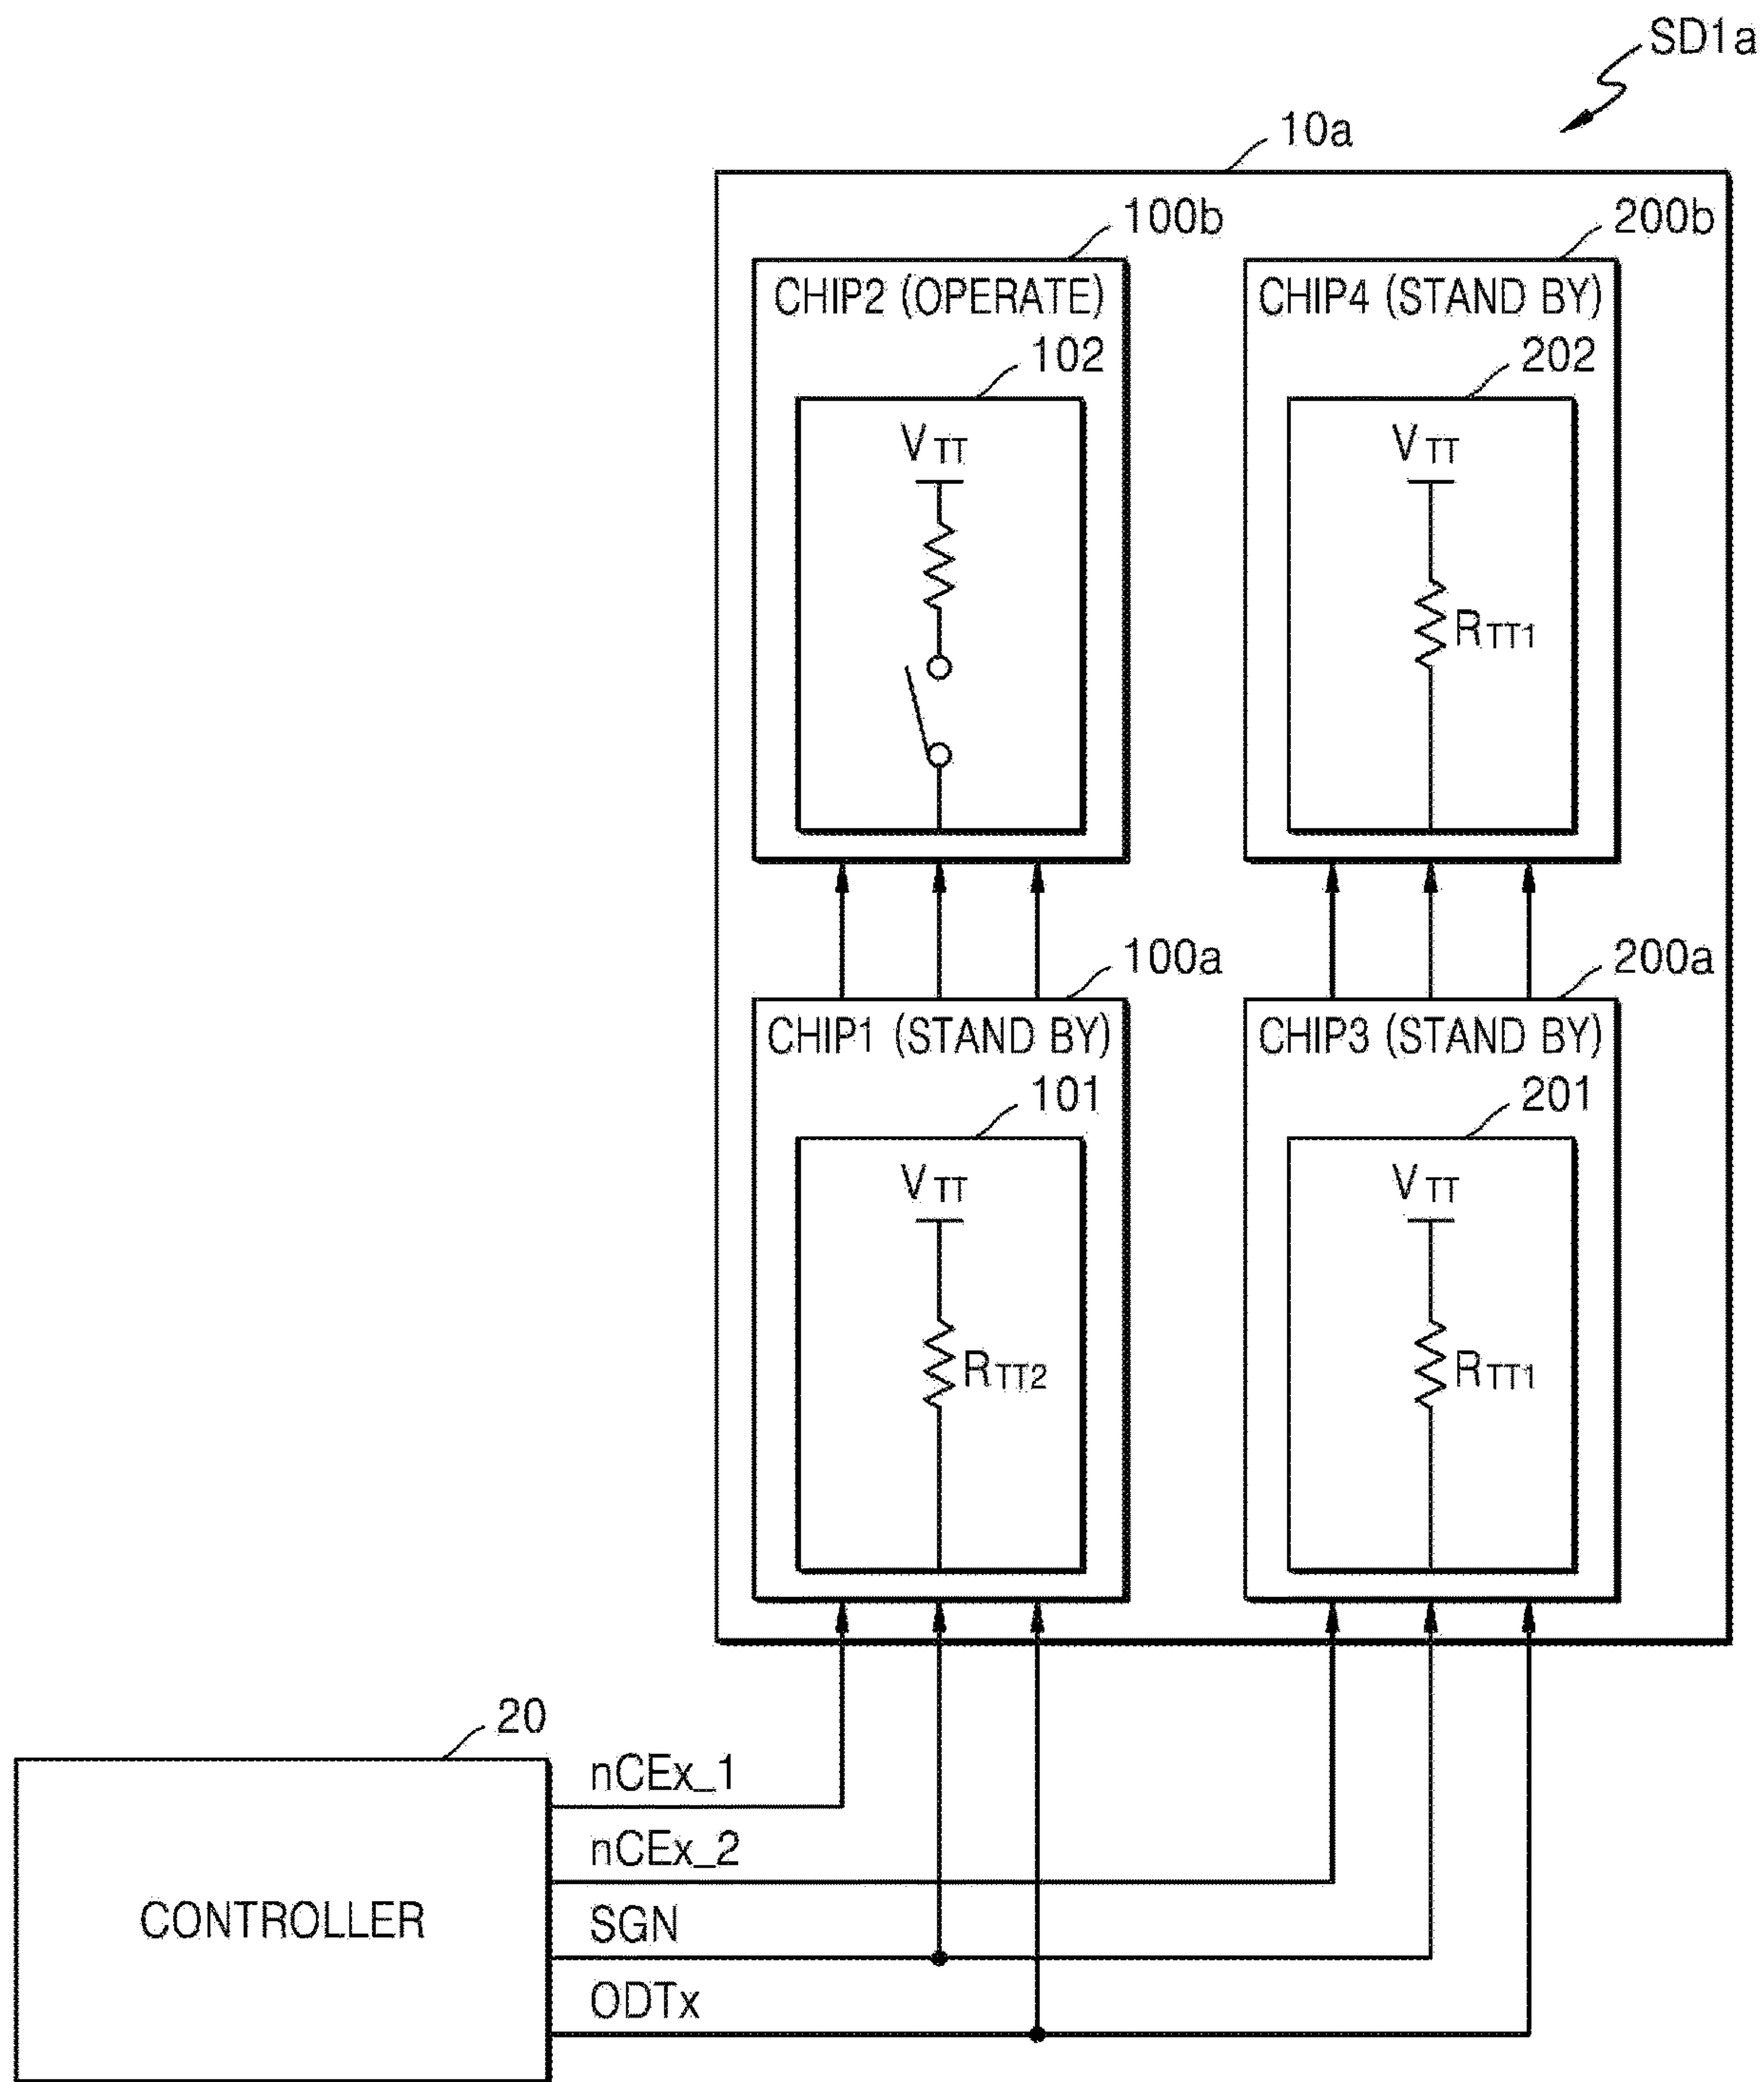 SD1a
10a
100b
200b
CHIP2 (OPERATE)
CHIP4 (STAND BY)
102
202
VTT
VTT
RTT1
100a
200a
CHIP1 (STAND BY)
CHIP3 (STAND BY)
101
201
VTT
VTT
RTT2
RTT1
20
nCEx_1
nCEx_2
CONTROLLER
SGN
ODTx